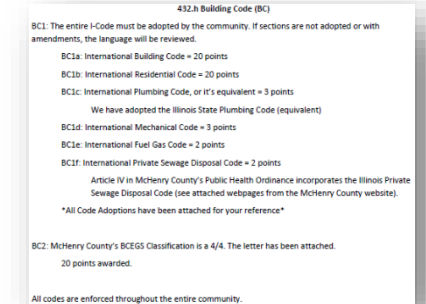 432.h Building Code (BC)
BC1: The entire I-Code must be adopted by the community. If sections are not adopted or with
amendments, the language will be reviewed.
BC1a: International Building Code = 20 points
BC1b: International Residential Code = 20 points
BC1c: International Plumbing Code, or it's equivalent = 3 points
We have adopted the Illinois State Plumbing Code (equivalent)
BC1d: International Mechanical Code = 3 points
BC1e: International Fuel Gas Code = 2 points
BC1f: International Private Sewage Disposal Code = 2 points
Article IV in McHenry County's Public Health Ordinance incorporates the Illinois Private
Sewage Disposal Code (see attached webpages from the McHenry County website).
*All Code Adoptions have been attached for your reference*
BC2: McHenry County's BCEGS Classification is a 4/4. The letter has been attached.
20 points awarded.
All codes are enforced throughout the entire community.